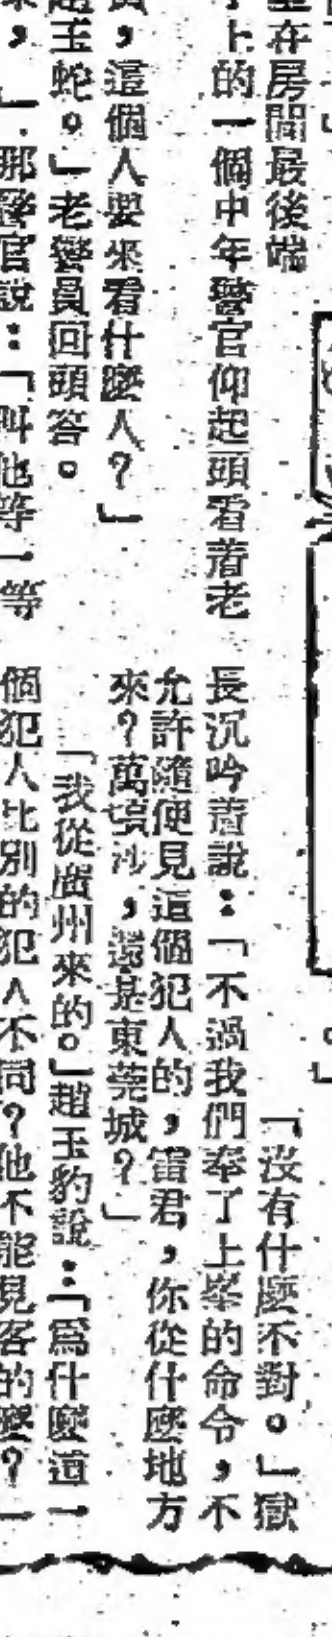 坐在房間最後端
上的一個中年警官仰起頭看着老
這個人要來看什麼人？」
趙玉蛇。」老警員回頭答。
，」那警官說：「叫他等一等
「沒有什麼不對。」獄
長沉吟着說：「不過我們奉了上峯的命令，不
允許隨便見這個犯人的，雷君，你從什麼地方
來？萬頃沙，還是東莞城？」
「我從廣州來的。」趙玉豹說：「爲什麼這一
個犯人比別的犯人不同？他不能見客的麼？」